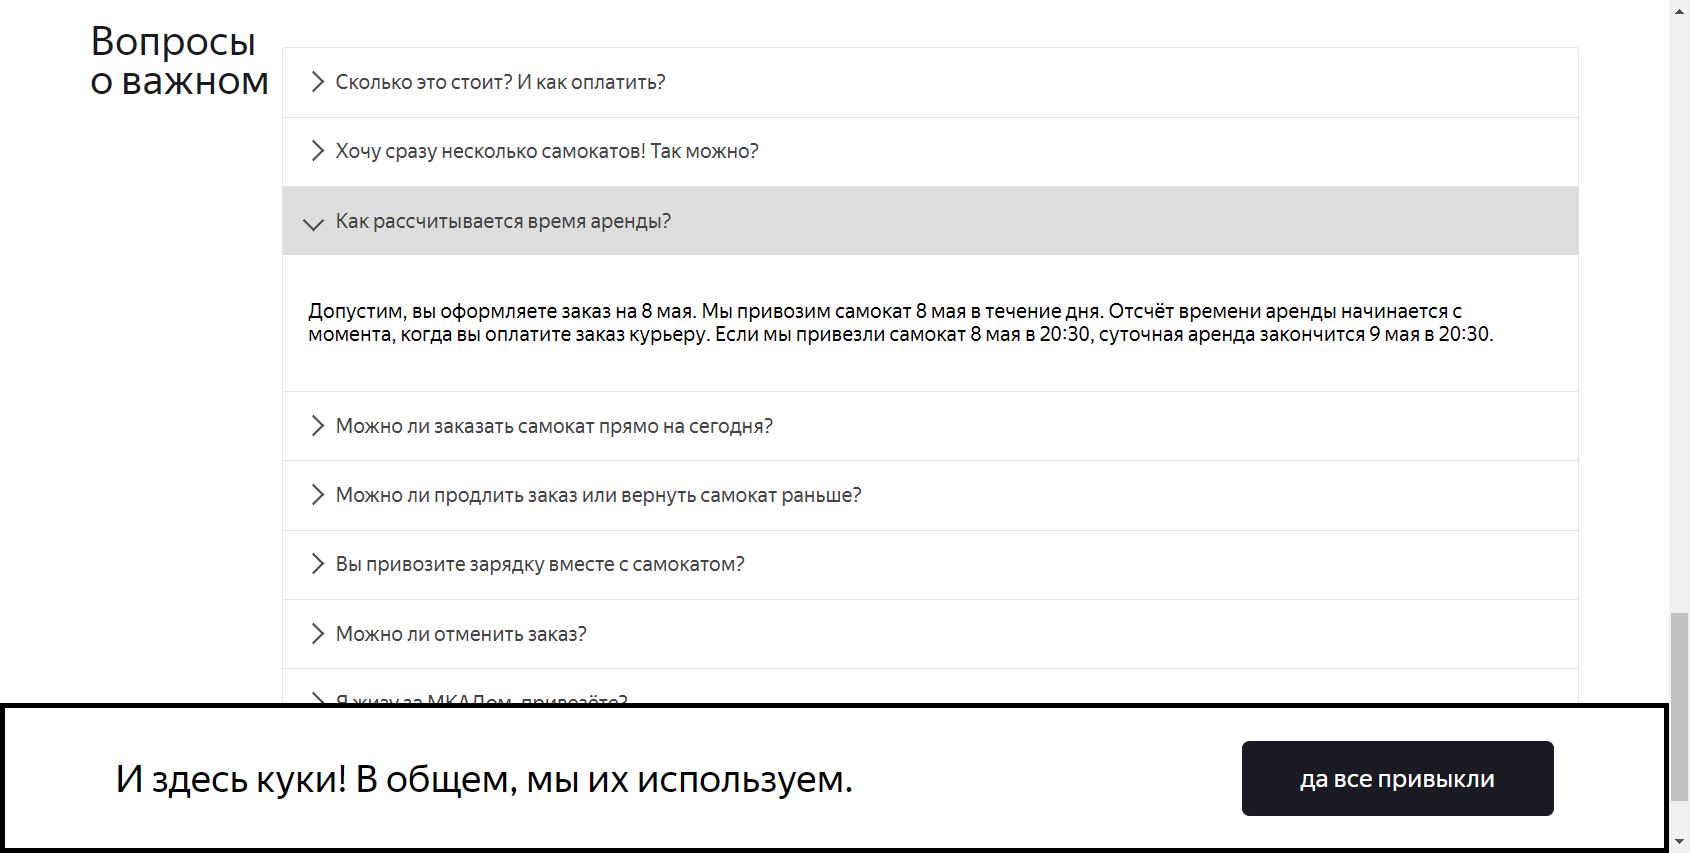 Вопросы
о важном
Сколько это стоит? И как оплатить?
Хочу сразу несколько самокатов! Так можно?
Как рассчитывается время аренды?
Допустим, вы оформляете заказ на 8 мая. Мы привозим самокат 8 мая в течение дня. Отсчёт времени аренды начинается с
момента, когда вы оплатите заказ курьеру. Если мы привезли самокат 8 мая в 20:30, суточная аренда закончится 9 мая в 20:30.
Можно ли заказать самокат прямо на сегодня?
Можно ли продлить заказ или вернуть самокат раньше?
Вы привозите зарядку вместе с самокатом?
Можно ли отменить заказ?
Я живу за МКАДом, привезёте?
И здесь куки! В общем, мы их используем.
да все привыкли